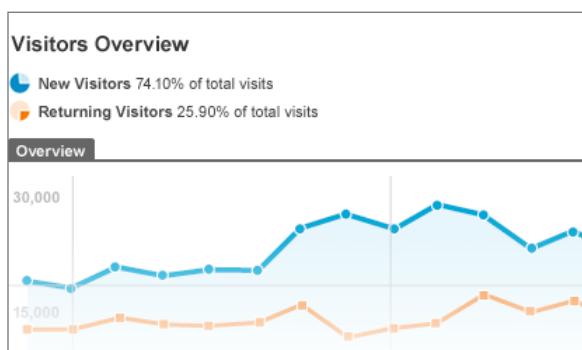 Visitors Overview
New Visitors 74.10% of total visits
Returning Visitors 25.90% of total visits
Overview
30,000
15,000